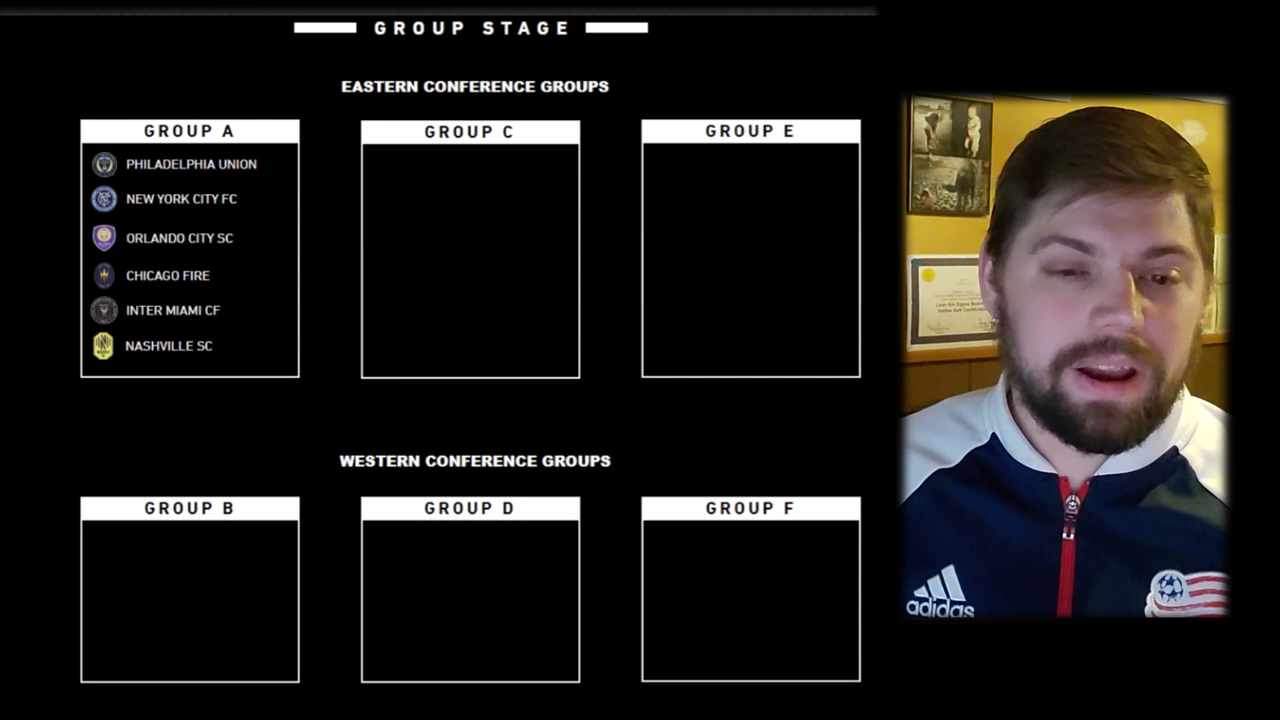 GROUP STAGE
EASTERN CONFERENCE GROUPS
GROUP A
PHILADELPHIA UNION
NEW YORK CITY FC
ORLANDO CITY SC
CHICAGO FIRE
INTER MIAMI CF
NASHVILLE SC
GROUP C
GROUP E
WESTERN CONFERENCE GROUPS
GROUP B
GROUP D
GROUP F
adidas